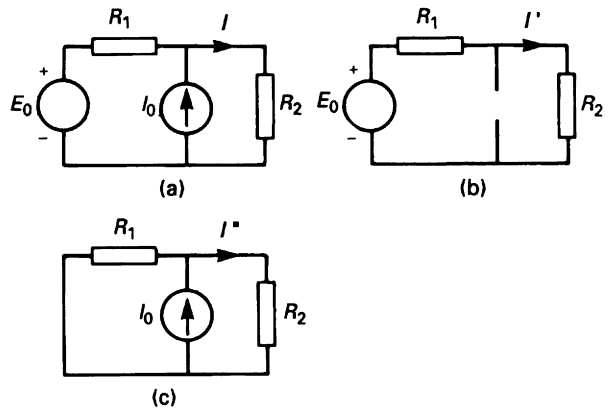 R1 I R1 I'
+ +
E0 I0 R2 E0 R2
− −
(a) (b)
R1 I"
I0 R2
(c)